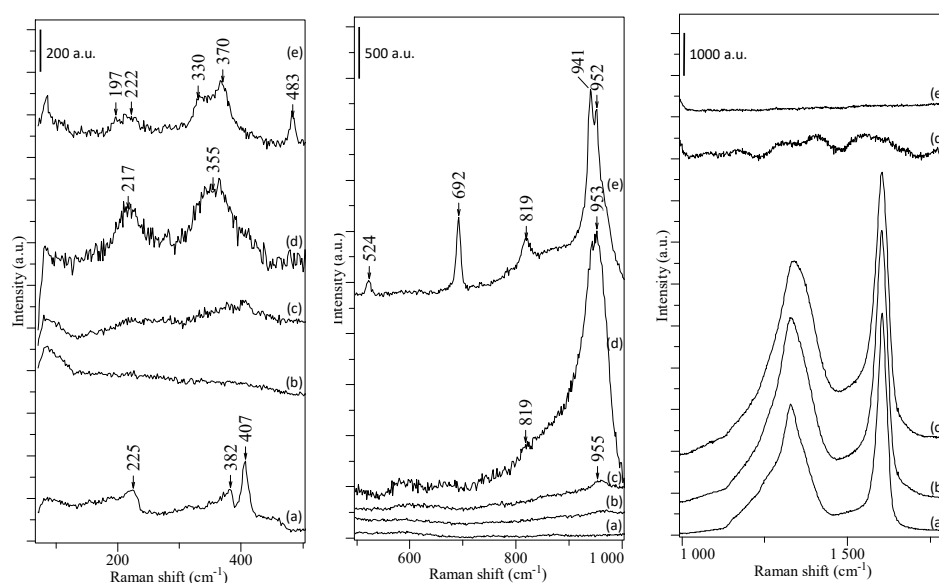 200 a.u.
(e)
197
222
330
370
483
217
355
(d)
(c)
(b)
225
382
407
(a)
Intensity (a.u.)
200
400
Raman shift (cm-1)
500 a.u.
941
952
(e)
524
692
819
953
(d)
819
955
(c)
(b)
(a)
Intensity (a.u.)
600
800
1 000
Raman shift (cm-1)
1000 a.u.
(e
(d
(c
(b
(a
Intensity (a.u.)
1 000
1 500
Raman shift (cm-1)